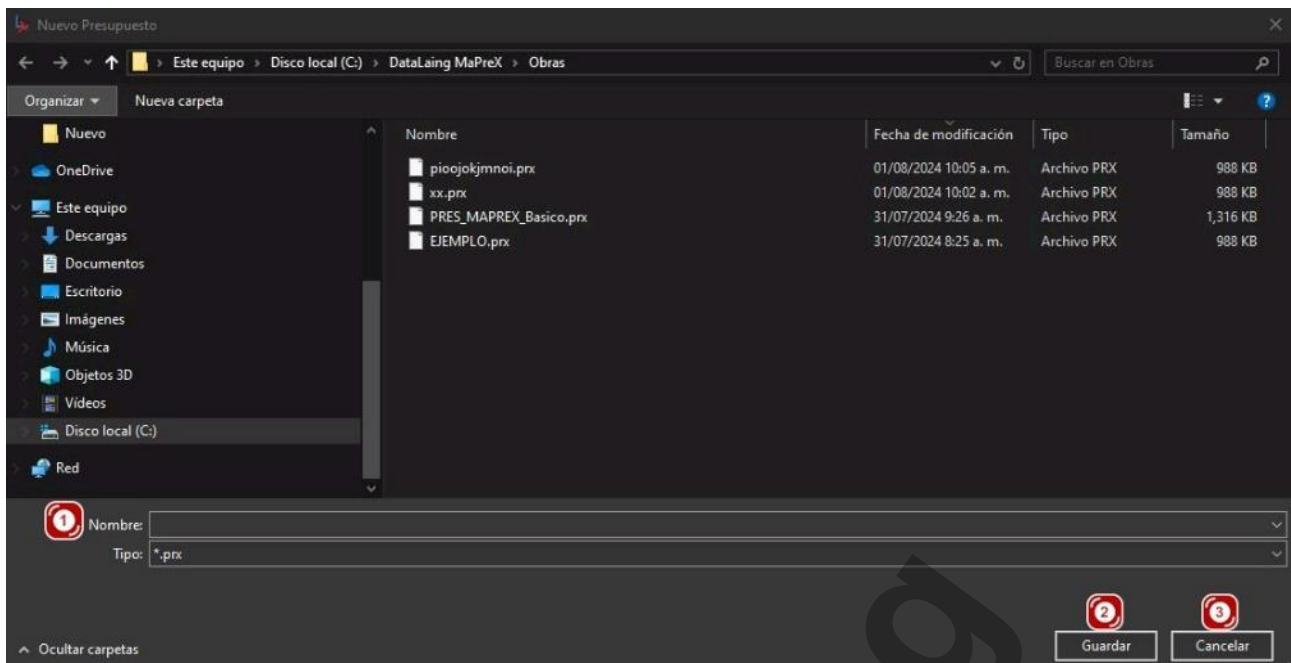 Nuevo Presupuesto
Este equipo > Disco local (C:) > DataLaing MaPreX > Obras
Buscar en Obras
Organizar
Nueva carpeta
?
Nuevo
OneDrive
Este equipo
Descargas
Documentos
Escritorio
Imágenes
Música
Objetos 3D
Vídeos
Disco local (C:)
Red
Nombre Fecha de modificación Tipo Tamaño
pioojokjmnoi.prx 01/08/2024 10:05 a. m. Archivo PRX 988 KB
xx.prx 01/08/2024 10:02 a. m. Archivo PRX 988 KB
PRES_MAPREX_Basico.prx 31/07/2024 9:26 a. m. Archivo PRX 1,316 KB
EJEMPLO.prx 31/07/2024 8:25 a. m. Archivo PRX 988 KB
1 Nombre:
Tipo: *.prx
2 3
Ocultar carpetas Guardar Cancelar
g